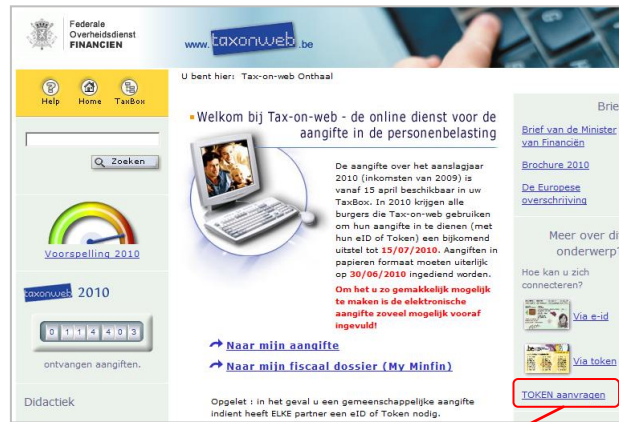 Federale
Overheidsdienst
FINANCIEN
www. taxonweb .be
U bent hier: Tax-on-web Onthaal
Help Home TaxBox
Zoeken
Voorspelling 2010
taxonweb 2010
0 1 1 4 4 0 3
ontvangen aangiften.
Didactiek
Welkom bij Tax-on-web - de online dienst voor de
aangifte in de personenbelasting
De aangifte over het aanslagjaar
2010 (inkomsten van 2009) is
vanaf 15 april beschikbaar in uw
TaxBox. In 2010 krijgen alle
burgers die Tax-on-web gebruiken
om hun aangifte in te dienen (met
hun eID of Token) een bijkomend
uitstel tot 15/07/2010. Aangiften in
papieren formaat moeten uiterlijk
op 30/06/2010 ingediend worden.
Om het u zo gemakkelijk mogelijk
te maken is de elektronische
aangifte zoveel mogelijk vooraf
ingevuld!
Naar mijn aangifte
Naar mijn fiscaal dossier (My Minfin)
Opgelet : in het geval u een gemeenschappelijke aangifte
indient heeft ELKE partner een eID of Token nodig.
Brie
Brief van de Minister
van Financiën
Brochure 2010
De Europese
overschrijving
Meer over di
onderwerp?
Hoe kan u zich
connecteren?
Via e-id
Via token
TOKEN aanvragen